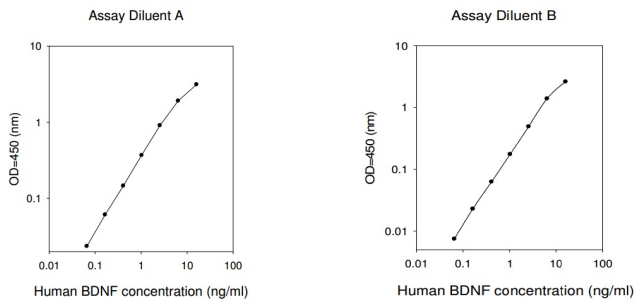 Assay Diluent A
10
1
0.1
OD=450 (nm)
0.01 0.1 1 10 100
Human BDNF concentration (ng/ml)
Assay Diluent B
10
1
0.1
0.01
OD=450 (nm)
0.01 0.1 1 10 100
Human BDNF concentration (ng/ml)